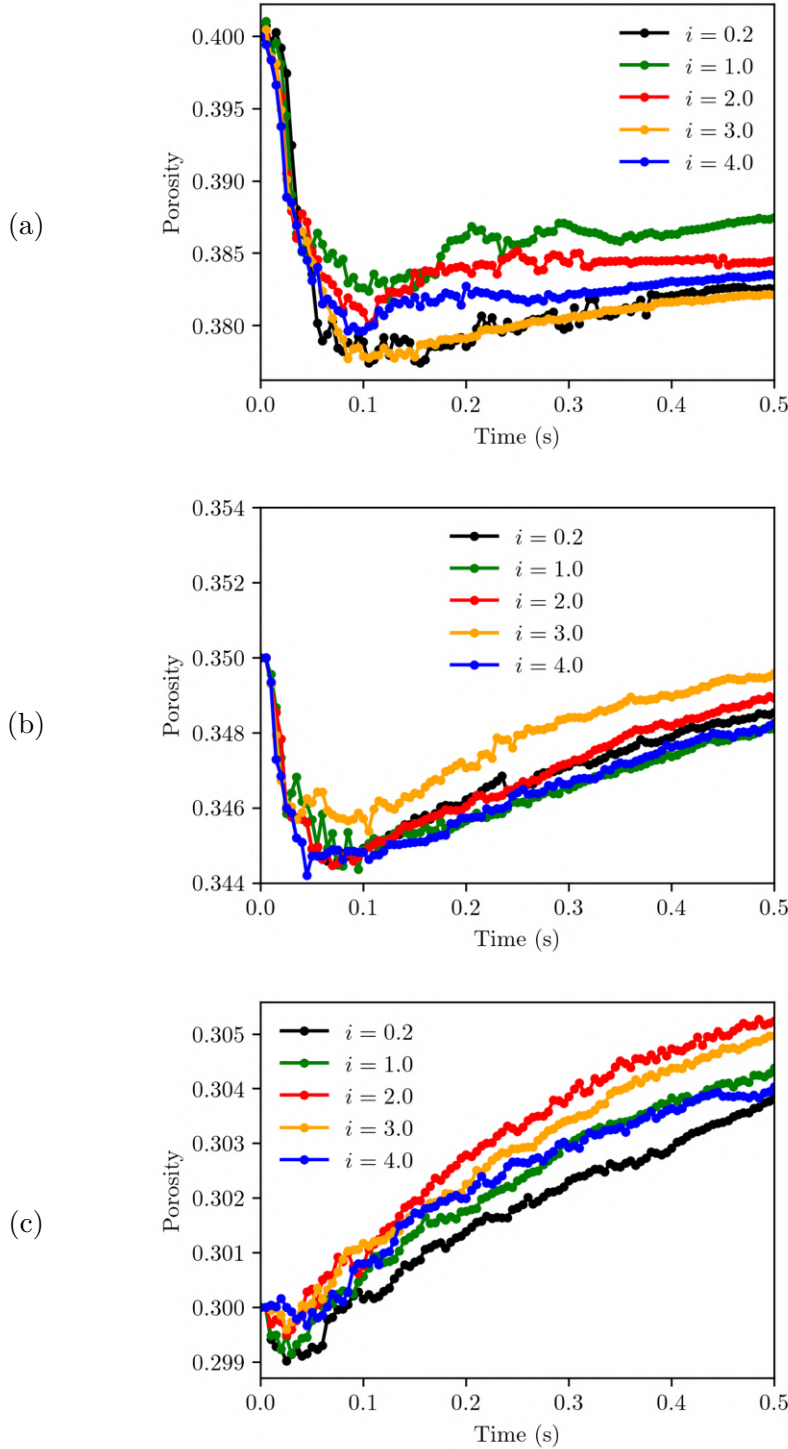 (a)
Porosity
0.400
0.395
0.390
0.385
0.380
i = 0.2
i = 1.0
i = 2.0
i = 3.0
i = 4.0
0.0 0.1 0.2 0.3 0.4 0.5
Time (s)
(b)
Porosity
0.354
0.352
0.350
0.348
0.346
0.344
i = 0.2
i = 1.0
i = 2.0
i = 3.0
i = 4.0
0.0 0.1 0.2 0.3 0.4 0.5
Time (s)
(c)
Porosity
0.305
0.304
0.303
0.302
0.301
0.300
0.299
i = 0.2
i = 1.0
i = 2.0
i = 3.0
i = 4.0
0.0 0.1 0.2 0.3 0.4 0.5
Time (s)